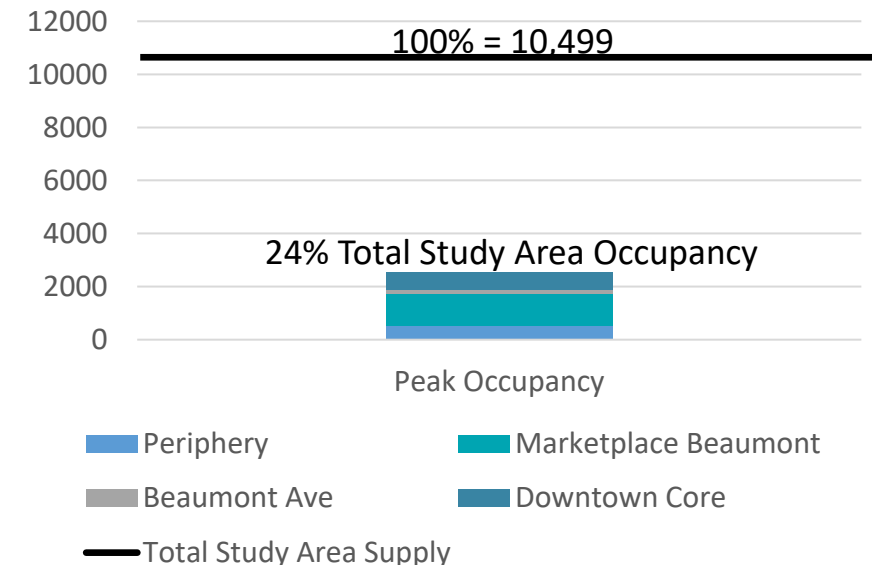 12000
100% = 10,499
10000
8000
6000
4000
24% Total Study Area Occupancy
2000
0
Peak Occupancy
Periphery
Marketplace Beaumont
Beaumont Ave
Downtown Core
Total Study Area Supply